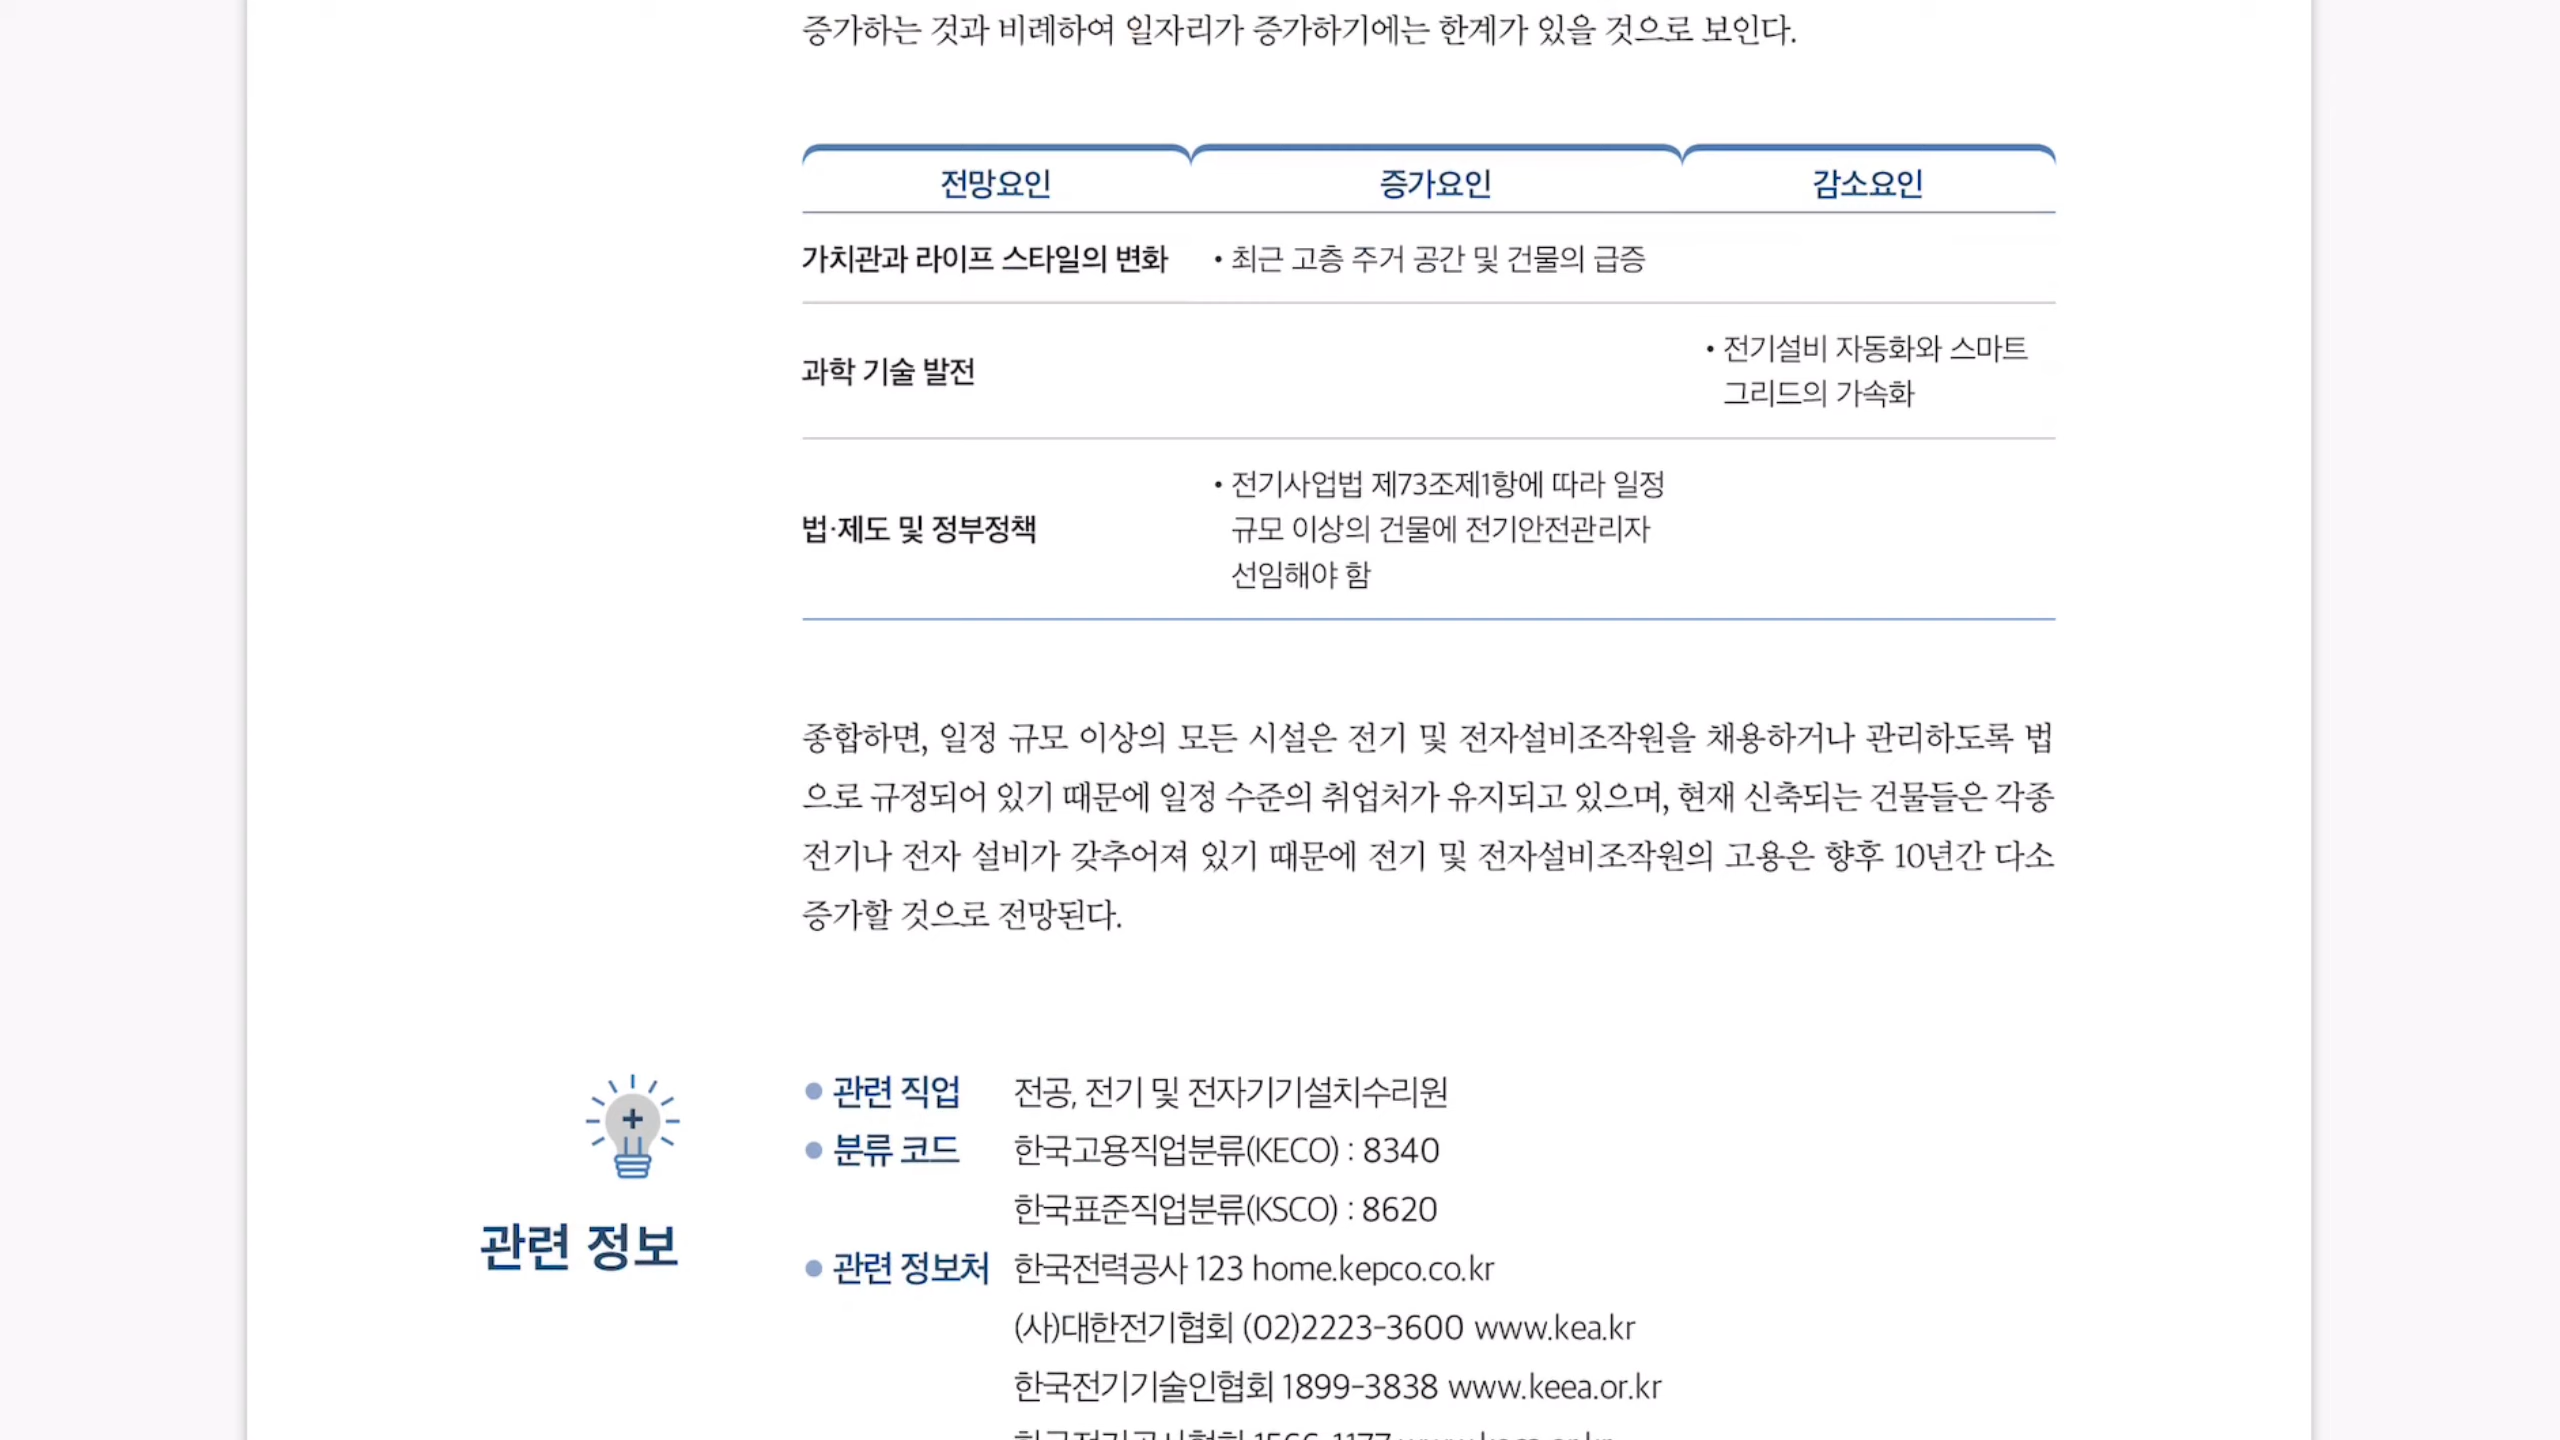 증가하는 것과 비례하여 일자리가 증가하기에는 한계가 있을 것으로 보인다.
전망요인 증가요인 감소요인
가치관과 라이프 스타일의 변화 • 최근 고층 주거 공간 및 건물의 급증
• 전기설비 자동화와 스마트
과학 기술 발전
그리드의 가속화
• 전기사업법 제73조제1항에 따라 일정
법·제도 및 정부정책 규모 이상의 건물에 전기안전관리자
선임해야 함
종합하면, 일정 규모 이상의 모든 시설은 전기 및 전자설비조작원을 채용하거나 관리하도록 법
으로 규정되어 있기 때문에 일정 수준의 취업처가 유지되고 있으며, 현재 신축되는 건물들은 각종
전기나 전자 설비가 갖추어져 있기 때문에 전기 및 전자설비조작원의 고용은 향후 10년간 다소
증가할 것으로 전망된다.
관련 정보
● 관련 직업 전공, 전기 및 전자기기설치수리원
● 분류 코드 한국고용직업분류(KECO) : 8340
한국표준직업분류(KSCO) : 8620
● 관련 정보처 한국전력공사 123 home.kepco.co.kr
(사)대한전기협회 (02)2223-3600 www.kea.kr
한국전기기술인협회 1899-3838 www.keea.or.kr